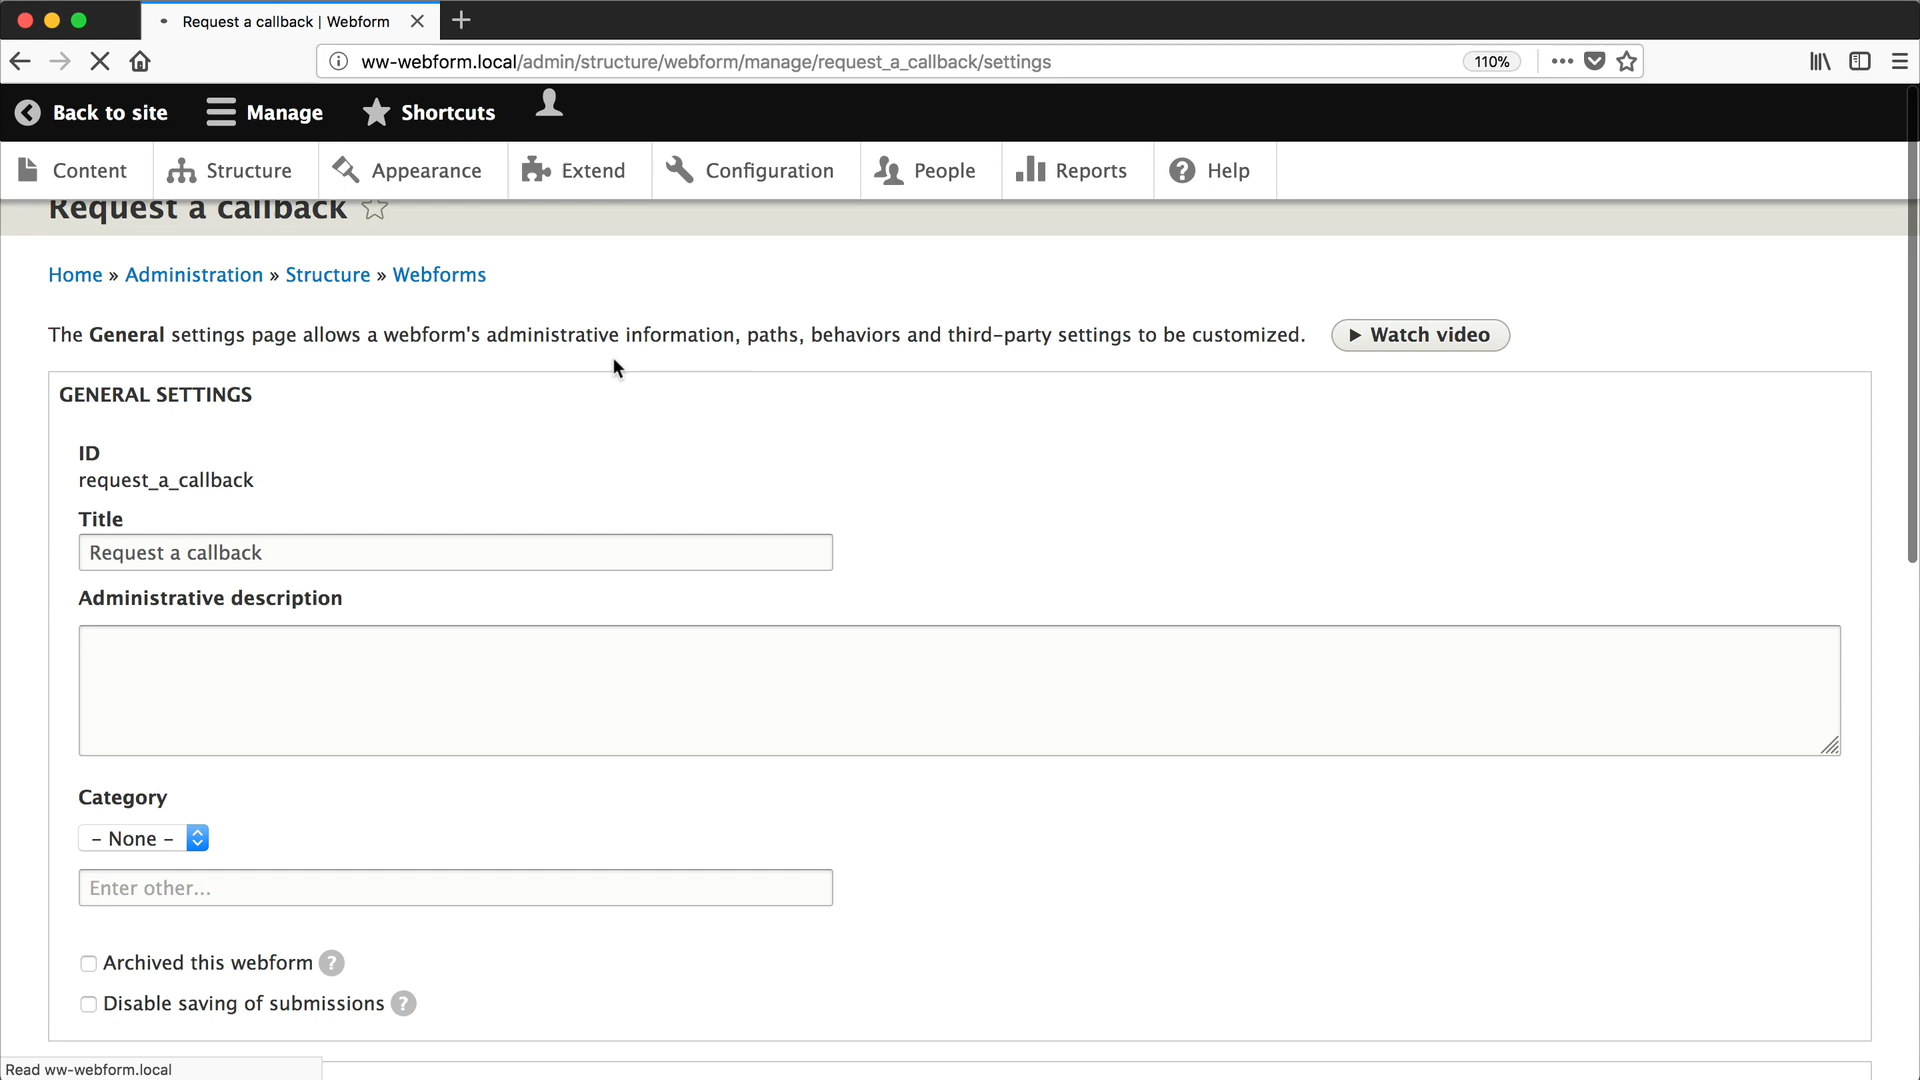 Request a callback | Webform
ww-webform.local/admin/structure/webform/manage/request_a_callback/settings
110%
Back to site
Manage
Shortcuts
Content
Structure
Appearance
Extend
Configuration
People
Reports
Help
Request a callback
Home » Administration » Structure » Webforms
The General settings page allows a webform's administrative information, paths, behaviors and third-party settings to be customized.
Watch video
GENERAL SETTINGS
ID
request_a_callback
Title
Request a callback
Administrative description
Category
- None -
Enter other...
Archived this webform ?
Disable saving of submissions ?
Read ww-webform.local